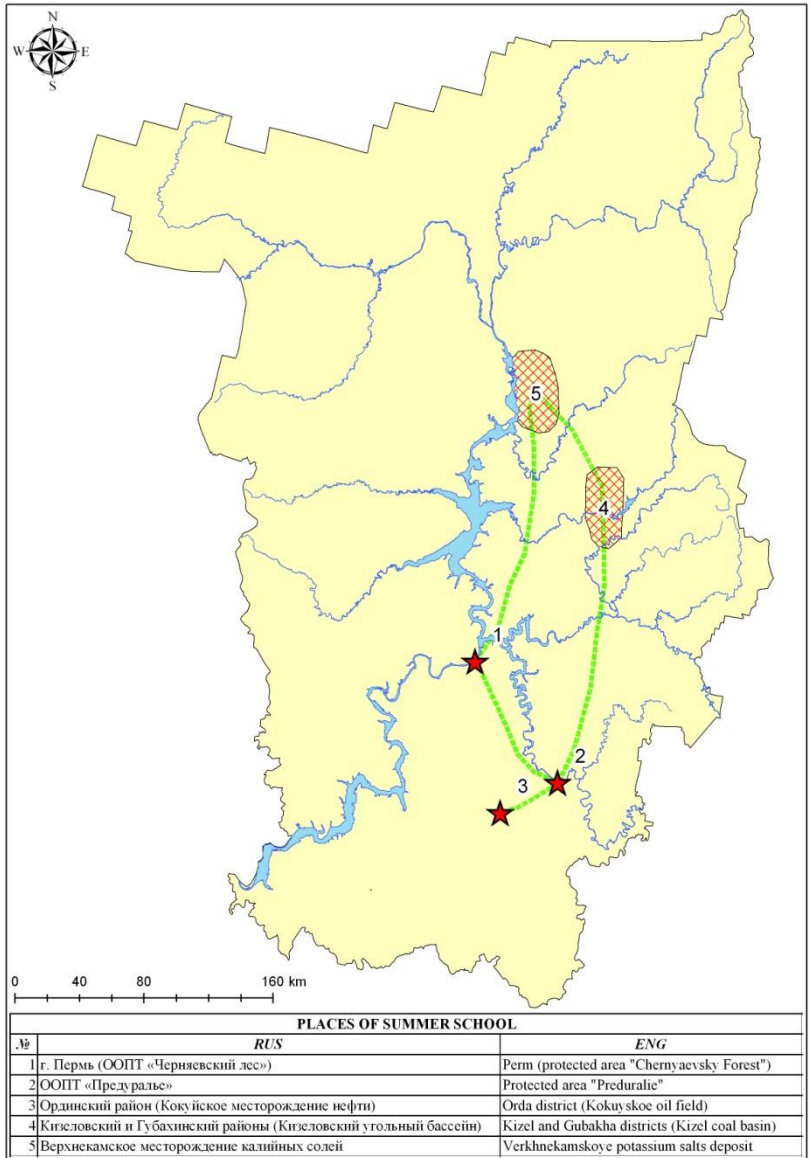 N
W E
S
5
4
1
2
3
0 40 80 160 km
PLACES OF SUMMER SCHOOL
№ RUS ENG
1 г. Пермь (ООПТ «Черняевский лес») Perm (protected area "Chernyaevsky Forest")
2 ООПТ «Предуралье» Protected area "Preduralie"
3 Ординский район (Кокуйское месторождение нефти) Orda district (Kokuyskoe oil field)
4 Кизеловский и Губахинский районы (Кизеловский угольный бассейн) Kizel and Gubakha districts (Kizel coal basin)
5 Верхнекамское месторождение калийных солей Verkhnekamskoye potassium salts deposit